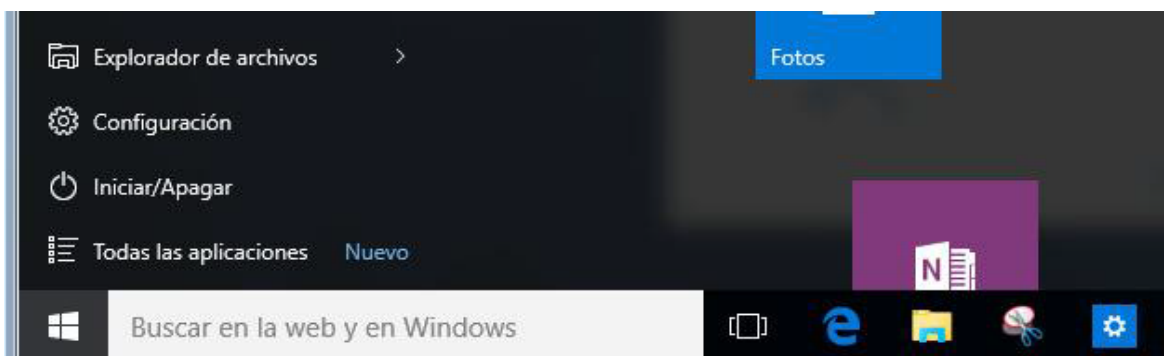 Explorador de archivos
Fotos
Configuración
Iniciar/Apagar
Todas las aplicaciones Nuevo
N
Buscar en la web y en Windows